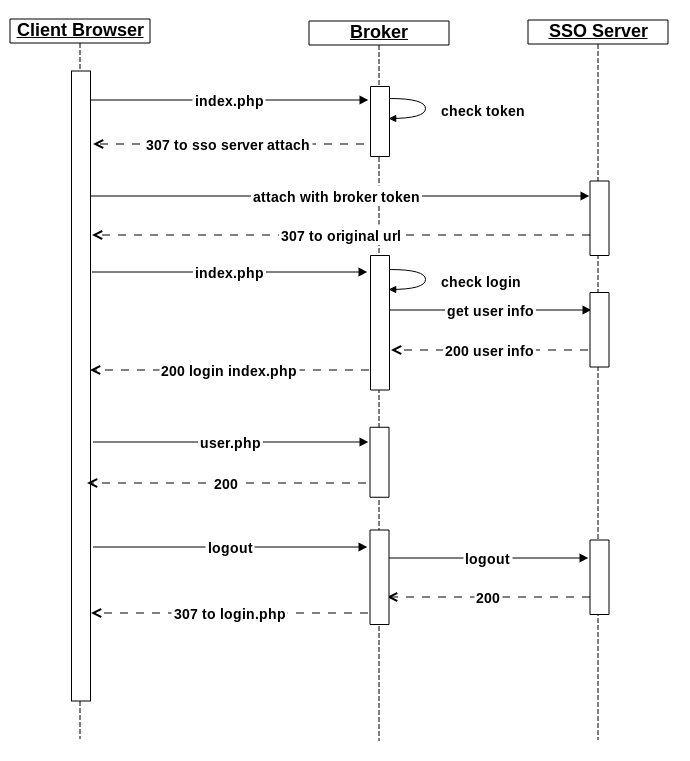 Client Browser
Broker
SSO Server
index.php
check token
307 to sso server attach
attach with broker token
307 to original url
index.php
check login
get user info
200 user info
200 login index.php
user.php
200
logout
logout
200
307 to login.php